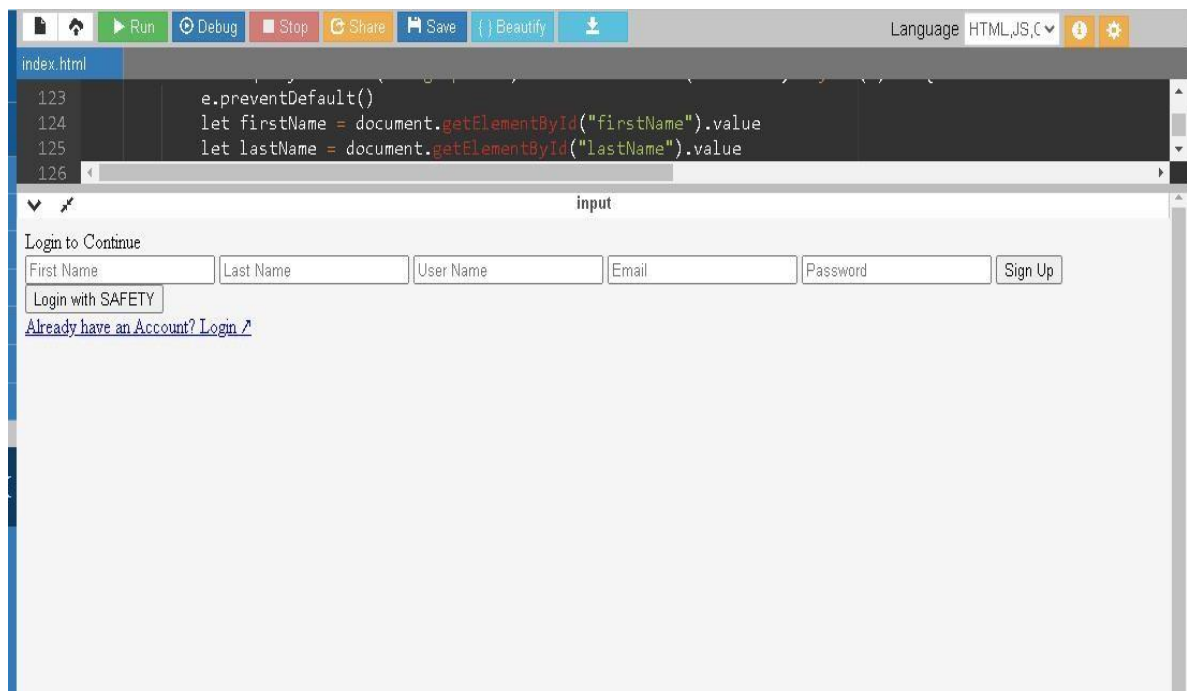 Run Debug Stop Share Save { } Beautify Language HTML,JS,C
index.html
123 e.preventDefault()
124 let firstName = document.getElementById("firstName").value
125 let lastName = document.getElementById("lastName").value
126
input
Login to Continue
First Name Last Name User Name Email Password Sign Up
Login with SAFETY
Already have an Account? Login ↗